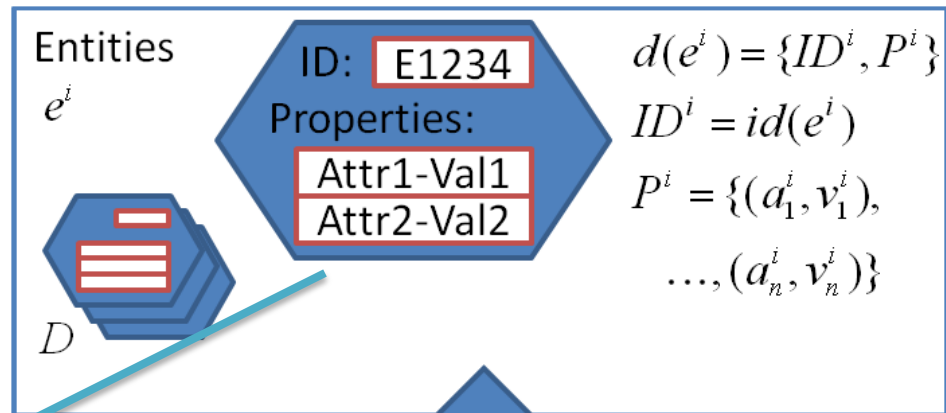 Entities
e^i
D
ID: E1234
Properties:
Attr1-Val1
Attr2-Val2
d(e^i) = {ID^i, P^i}
ID^i = id(e^i)
P^i = {(a_1^i, v_1^i),
...,(a_n^i, v_n^i)}